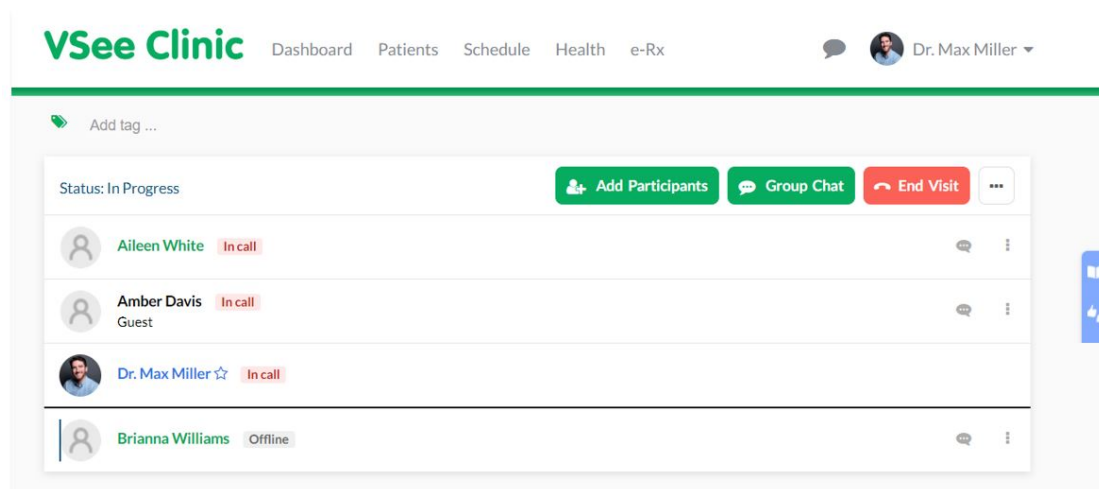 VSee Clinic Dashboard Patients Schedule Health e-Rx Dr. Max Miller
Add tag ...
Status: In Progress Add Participants Group Chat End Visit
Aileen White In call
Amber Davis In call
Guest
Dr. Max Miller In call
Brianna Williams Offline